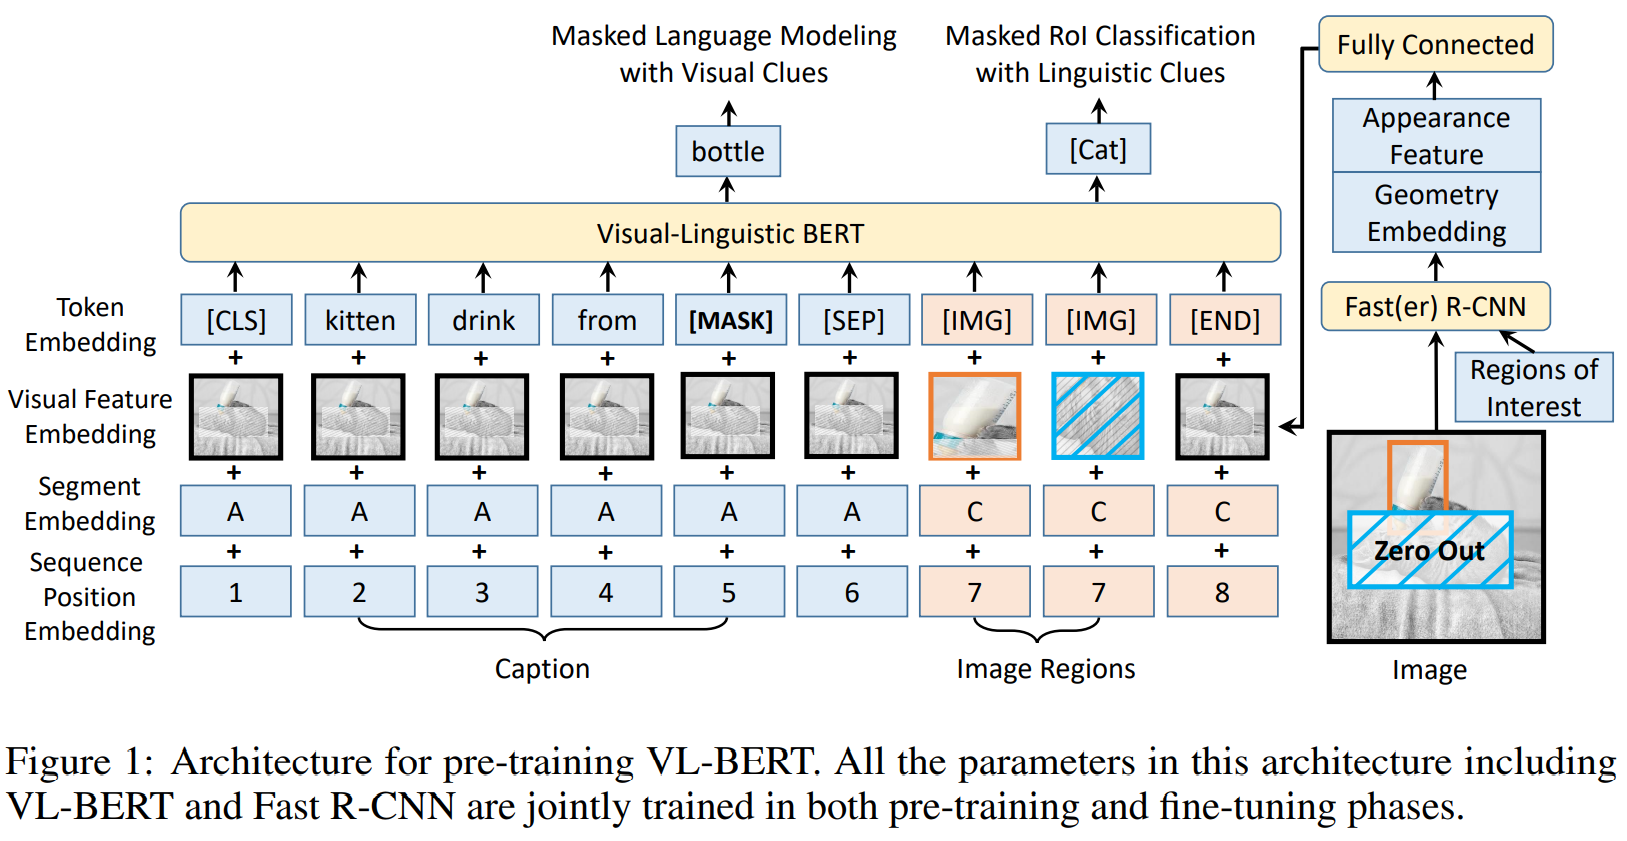 Masked Language Modeling
with Visual Clues
Masked RoI Classification
with Linguistic Clues
Fully Connected
Appearance
Feature
Geometry
Embedding
bottle
[Cat]
Visual-Linguistic BERT
Fast(er) R-CNN
Regions of
Interest
Token
Embedding
[CLS] kitten drink from [MASK] [SEP] [IMG] [IMG] [END]
+ + + + + + + + +
Visual Feature
Embedding
+ + + + + + + + +
Segment
Embedding
A A A A A A C C C
+ + + + + + + + +
Sequence
Position
Embedding
1 2 3 4 5 6 7 7 8
Zero Out
Caption
Image Regions
Image
Figure 1: Architecture for pre-training VL-BERT. All the parameters in this architecture including
VL-BERT and Fast R-CNN are jointly trained in both pre-training and fine-tuning phases.